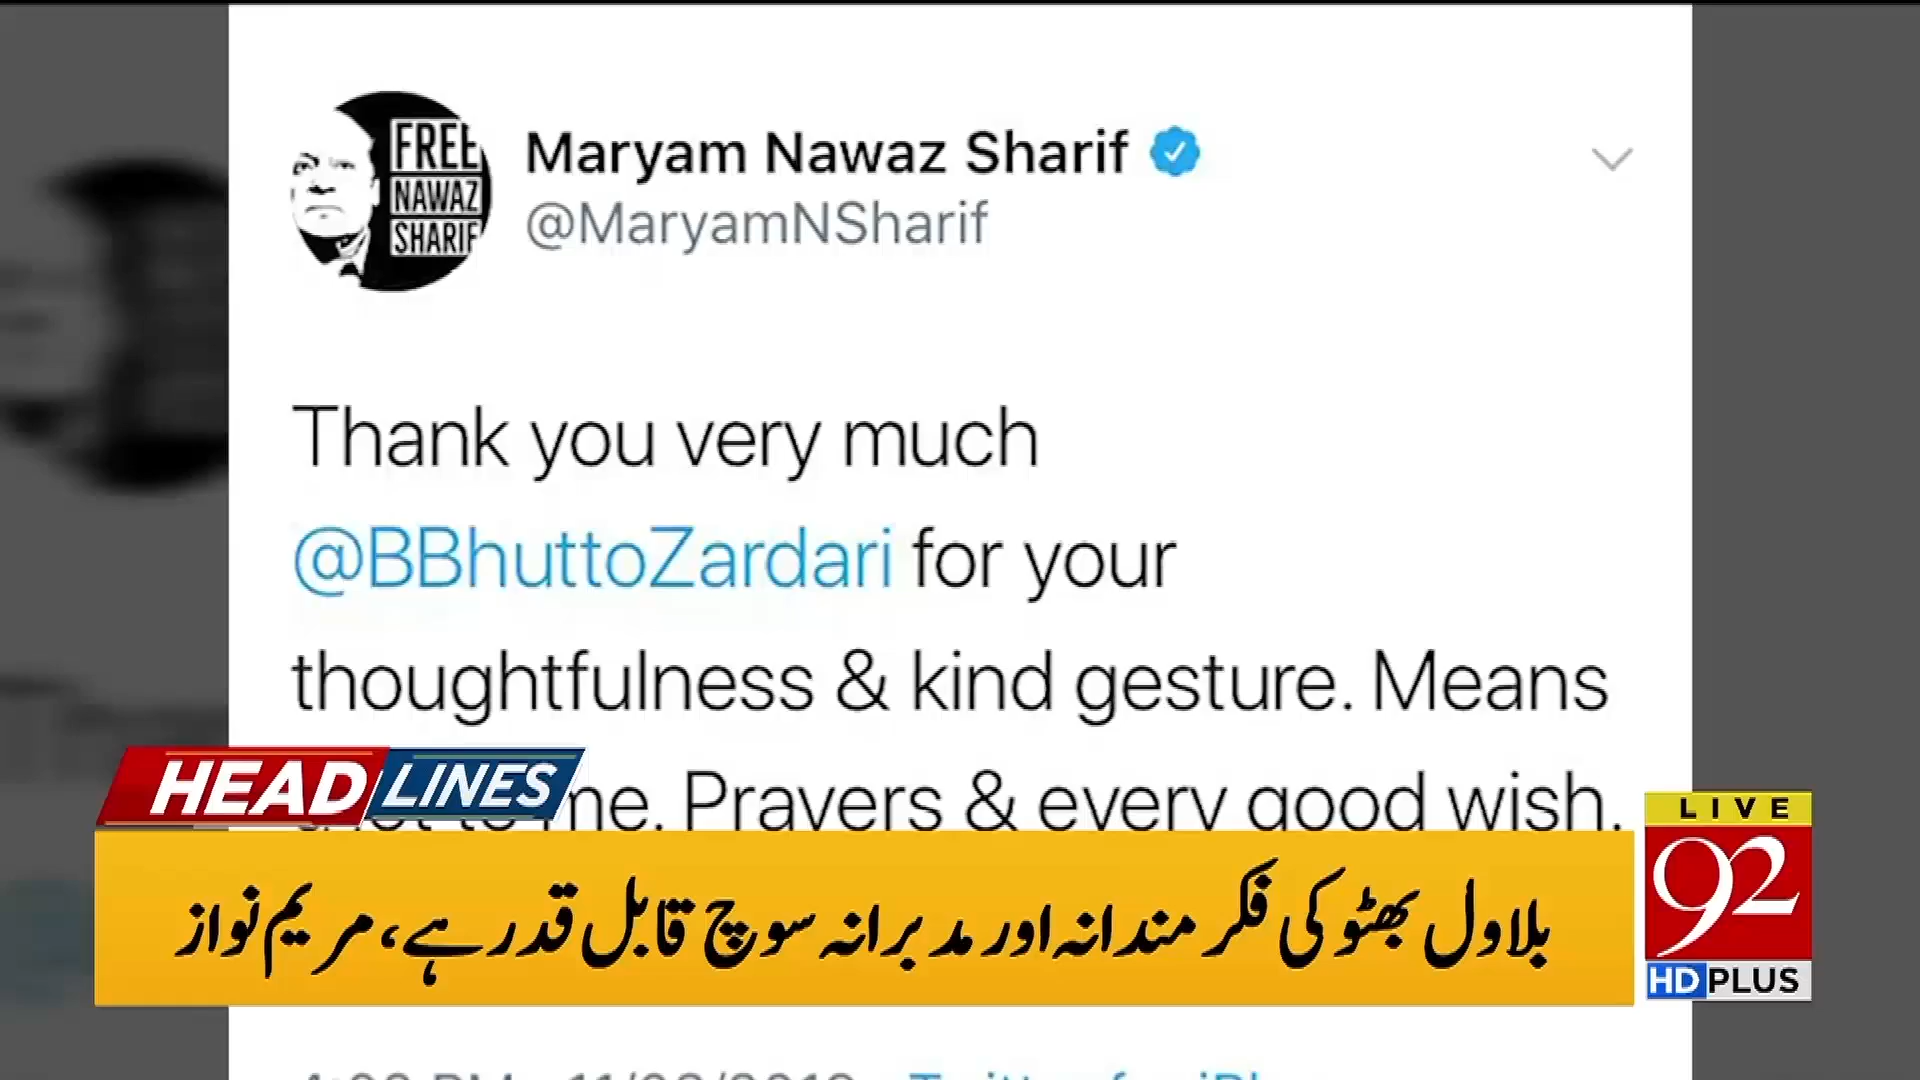 FREE
NAWAZ
SHARIF
Maryam Nawaz Sharif
@MaryamNSharif
Thank you very much
@BBhuttoZardari for your
thoughtfulness & kind gesture. Means
me. Prayers & every good wish.
HEADLINES
بلاول بھٹو کی فکر مندانہ اور مدبرانہ سوچ قابل قدر ہے، مریم نواز
LIVE
92
HD PLUS